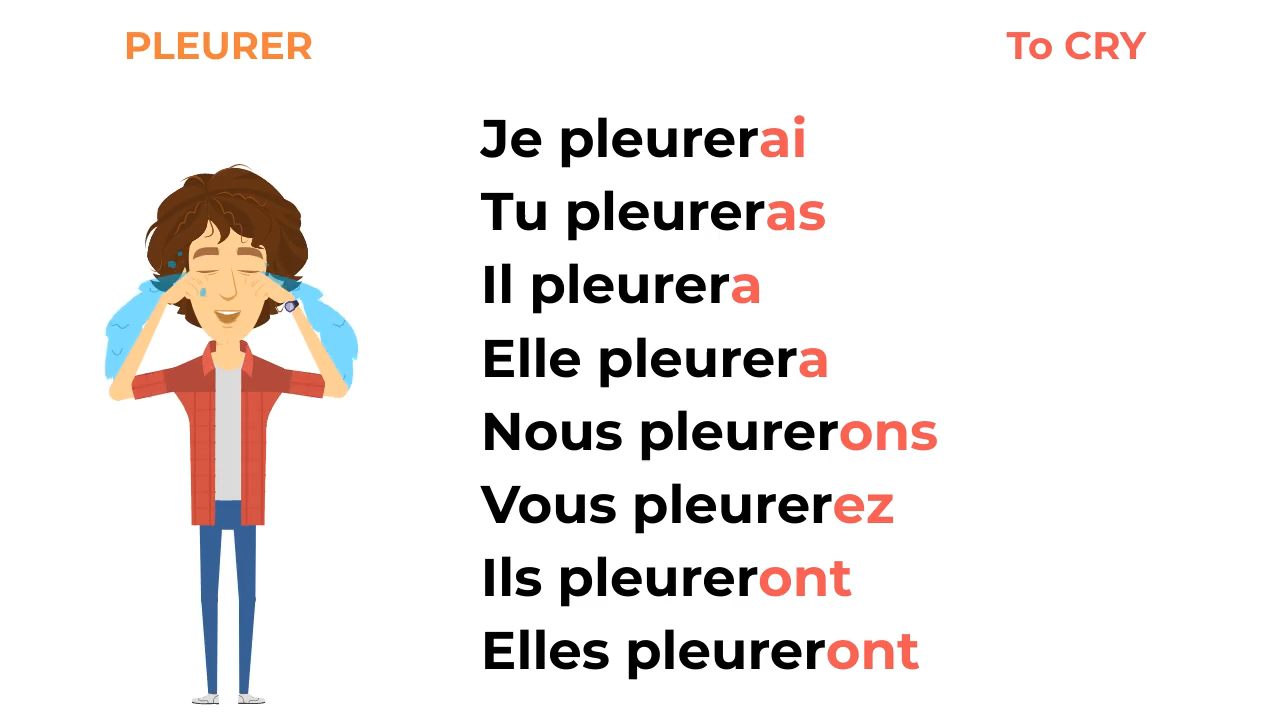 PLEURER
To CRY
Je pleurerai
Tu pleureras
Il pleurera
Elle pleurera
Nous pleurerons
Vous pleurerez
Ils pleureront
Elles pleureront